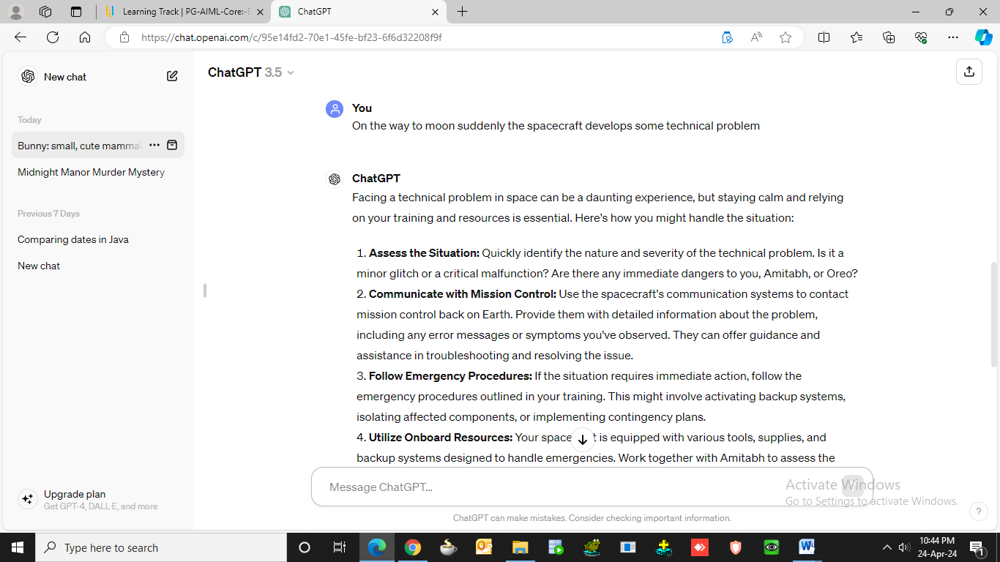 Learning Track | PG-AIML-Core:-E
ChatGPT
https://chat.openai.com/c/95e14fd2-70e1-45fe-bf23-6f6d32208f9f
New chat
Today
Bunny: small, cute mammal
Midnight Manor Murder Mystery
Previous 7 Days
Comparing dates in Java
New chat
Upgrade plan
Get GPT-4, DALL·E, and more
ChatGPT 3.5
You
On the way to moon suddenly the spacecraft develops some technical problem
ChatGPT
Facing a technical problem in space can be a daunting experience, but staying calm and relying
on your training and resources is essential. Here's how you might handle the situation:
1. Assess the Situation: Quickly identify the nature and severity of the technical problem. Is it a
minor glitch or a critical malfunction? Are there any immediate dangers to you, Amitabh, or Oreo?
2. Communicate with Mission Control: Use the spacecraft's communication systems to contact
mission control back on Earth. Provide them with detailed information about the problem,
including any error messages or symptoms you've observed. They can offer guidance and
assistance in troubleshooting and resolving the issue.
3. Follow Emergency Procedures: If the situation requires immediate action, follow the
emergency procedures outlined in your training. This might involve activating backup systems,
isolating affected components, or implementing contingency plans.
4. Utilize Onboard Resources: Your space t is equipped with various tools, supplies, and
backup systems designed to handle emergencies. Work together with Amitabh to assess the
Message ChatGPT…
Activate Windows
Go to Settings to activate Windows.
?
ChatGPT can make mistakes. Consider checking important information.
Type here to search
10:44 PM
24-Apr-24
1